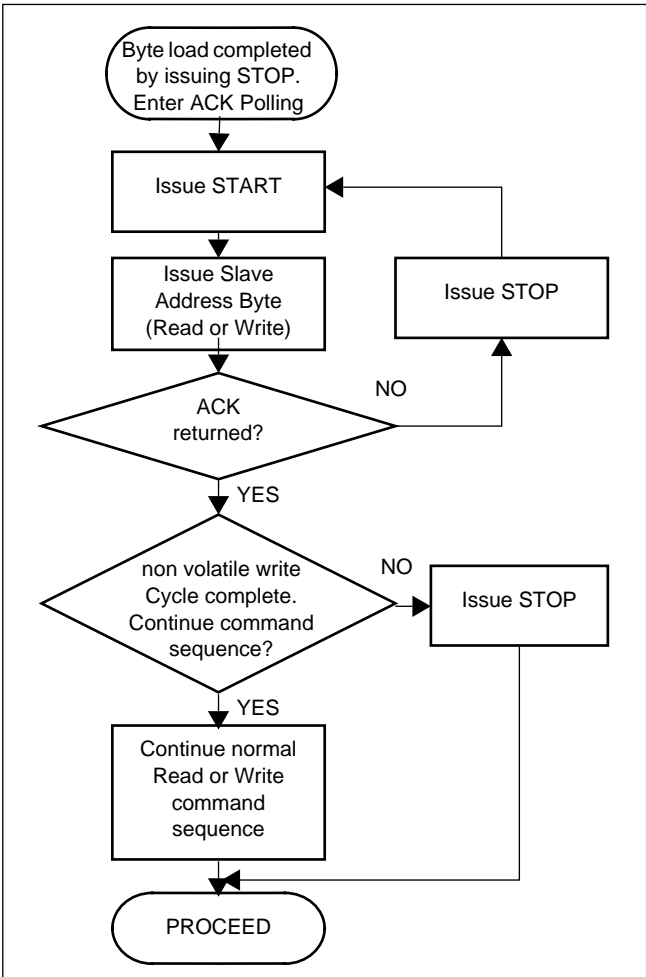 Byte load completed
by issuing STOP.
Enter ACK Polling
Issue START
Issue Slave
Address Byte
(Read or Write)
Issue STOP
ACK
returned?
NO
YES
non volatile write
Cycle complete.
Continue command
sequence?
NO
Issue STOP
YES
Continue normal
Read or Write
command
sequence
PROCEED